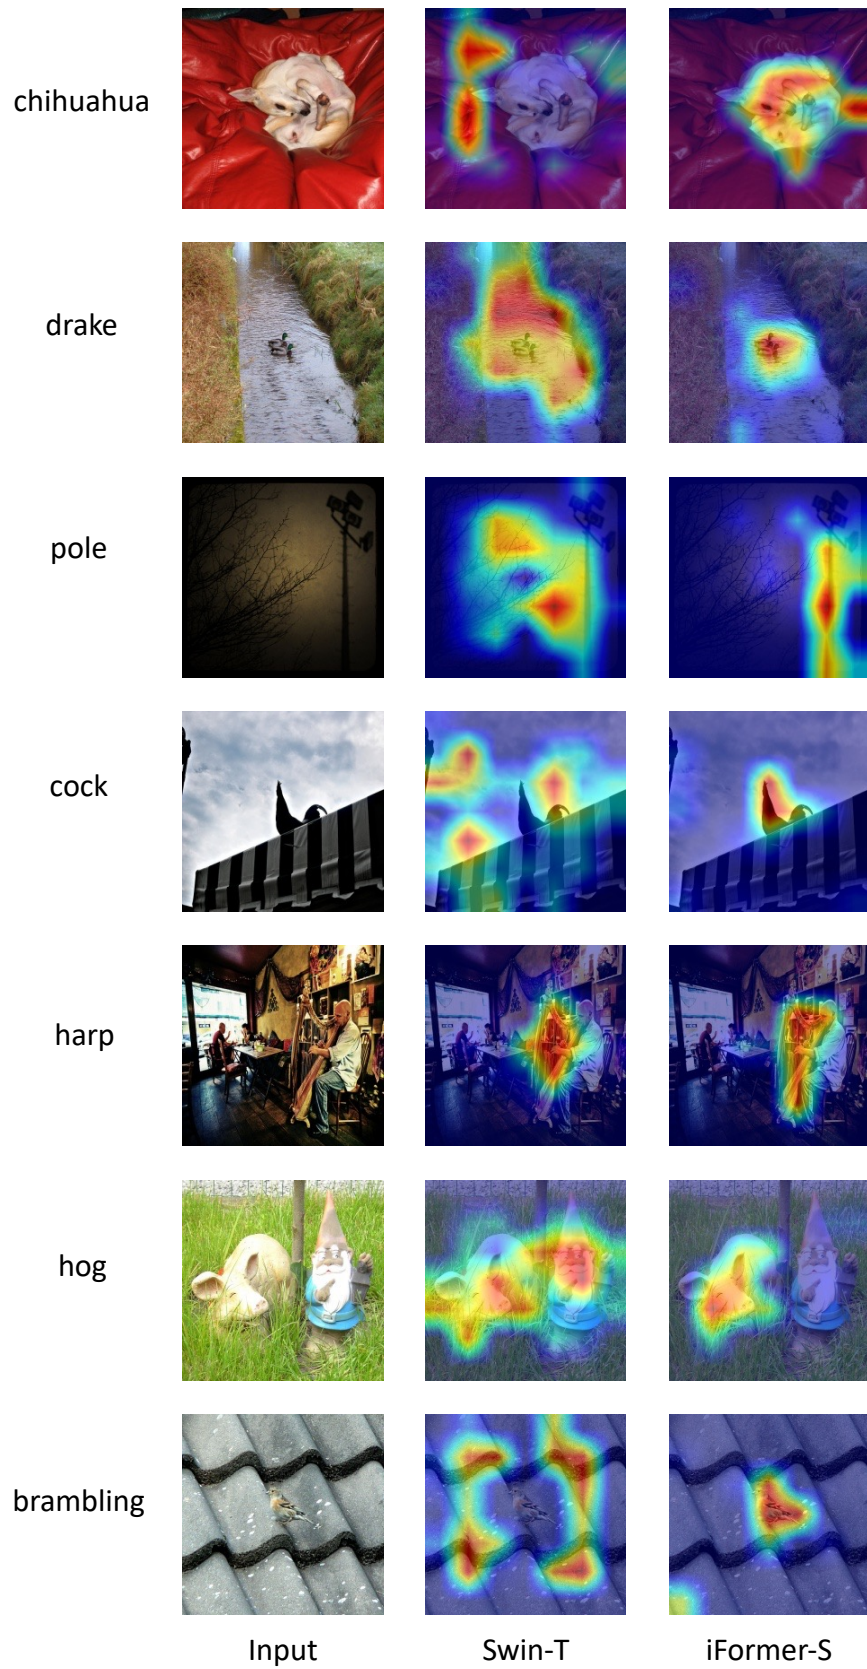 chihuahua
drake
pole
cock
harp
hog
brambling
Input Swin-T iFormer-S